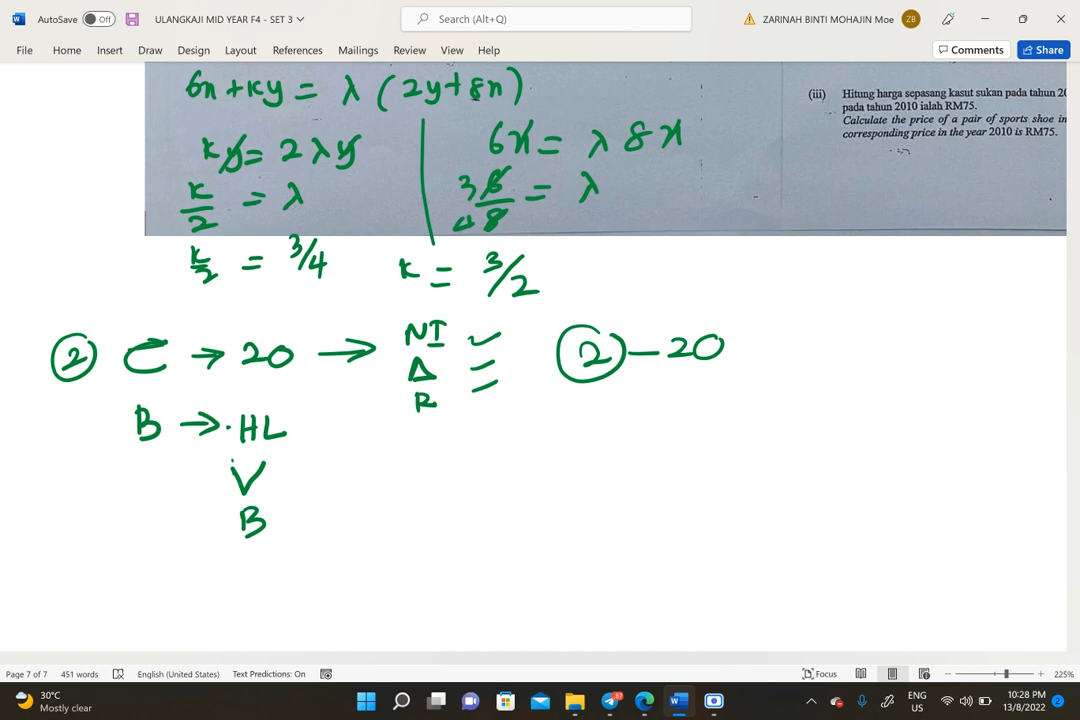 AutoSave Off ULANGKAJI MID YEAR F4 - SET 3 Search (Alt+Q) ZARINAH BINTI MOHAJIN Moe ZB
File Home Insert Draw Design Layout References Mailings Review View Help Comments Share
6x + ky = λ (2y + 8x)
ky = 2λy
6x = λ 8x
k/2 = λ
3 6/8 4 = λ
k/2 = 3/4
k = 3/2
(iii) Hitung harga sepasang kasut sukan pada tahun 20
pada tahun 2010 ialah RM75.
Calculate the price of a pair of sports shoe in
corresponding price in the year 2010 is RM75.
② C → 20 → NT ② — 20
Δ
R
B → HL
V
B
Page 7 of 7 451 words English (United States) Text Predictions: On Focus 225%
30°C
Mostly clear
ENG
US
10:28 PM
13/8/2022
2